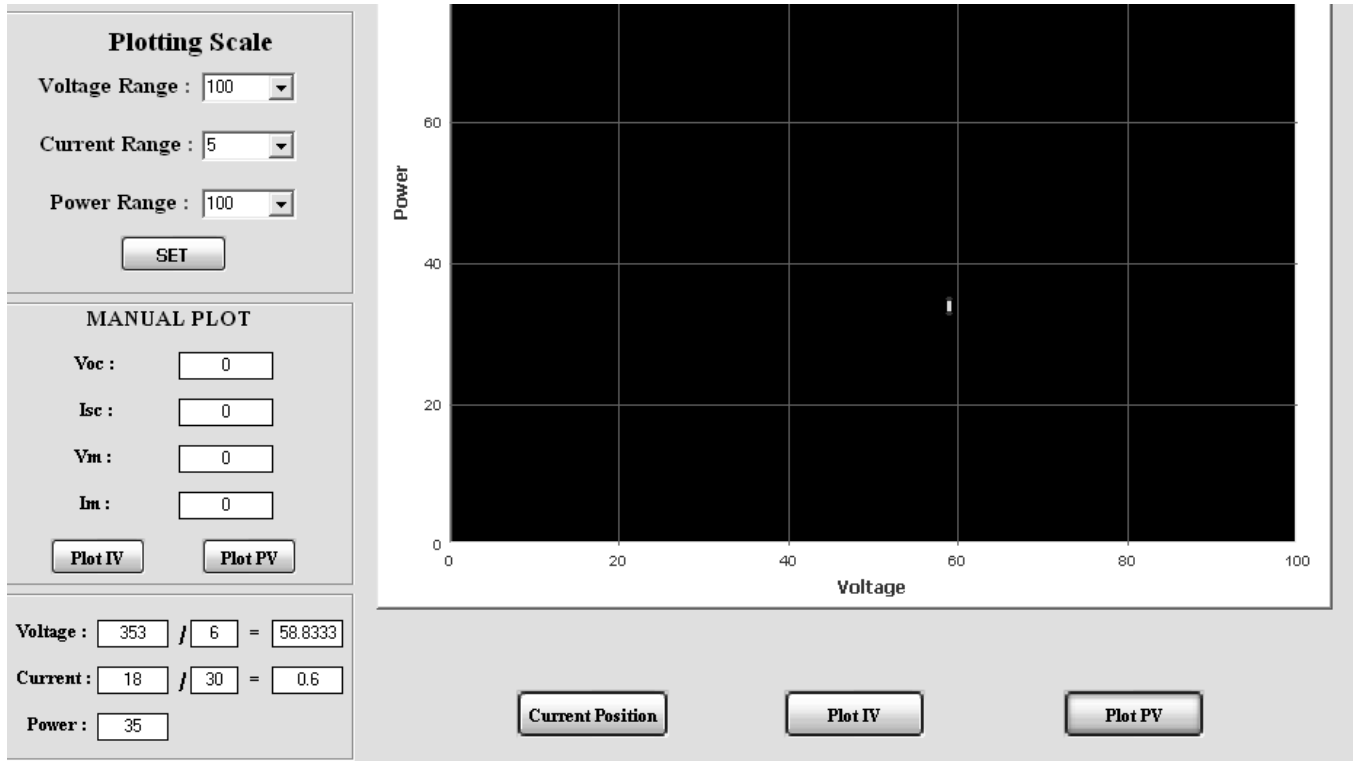 Plotting Scale
Voltage Range : 100
Current Range : 5
Power Range : 100
SET
MANUAL PLOT
Voc : 0
Isc : 0
Vm : 0
Im : 0
Plot IV Plot PV
Voltage : 353 / 6 = 58.8333
Current : 18 / 30 = 0.6
Power : 35
Power
60
40
20
0
0 20 40 60 80 100
Voltage
Current Position Plot IV Plot PV